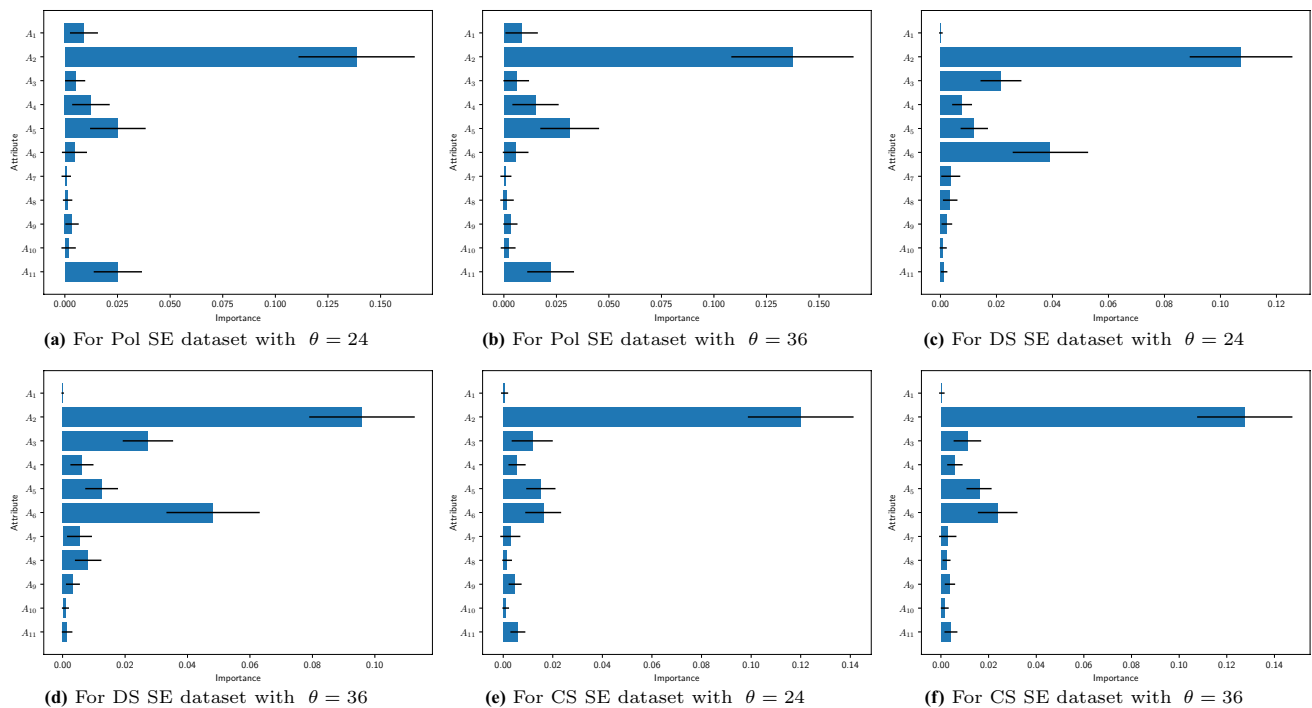 A1
A2
A3
A4
A5
A6
A7
A8
A9
A10
A11
Attribute
0.000 0.025 0.050 0.075 0.100 0.125 0.150
Importance
(a) For Pol SE dataset with θ = 24
A1
A2
A3
A4
A5
A6
A7
A8
A9
A10
A11
Attribute
0.000 0.025 0.050 0.075 0.100 0.125 0.150
Importance
(b) For Pol SE dataset with θ = 36
A1
A2
A3
A4
A5
A6
A7
A8
A9
A10
A11
Attribute
0.00 0.02 0.04 0.06 0.08 0.10 0.12
Importance
(c) For DS SE dataset with θ = 24
A1
A2
A3
A4
A5
A6
A7
A8
A9
A10
A11
Attribute
0.00 0.02 0.04 0.06 0.08 0.10
Importance
(d) For DS SE dataset with θ = 36
A1
A2
A3
A4
A5
A6
A7
A8
A9
A10
A11
Attribute
0.00 0.02 0.04 0.06 0.08 0.10 0.12 0.14
Importance
(e) For CS SE dataset with θ = 24
A1
A2
A3
A4
A5
A6
A7
A8
A9
A10
A11
Attribute
0.00 0.02 0.04 0.06 0.08 0.10 0.12 0.14
Importance
(f) For CS SE dataset with θ = 36